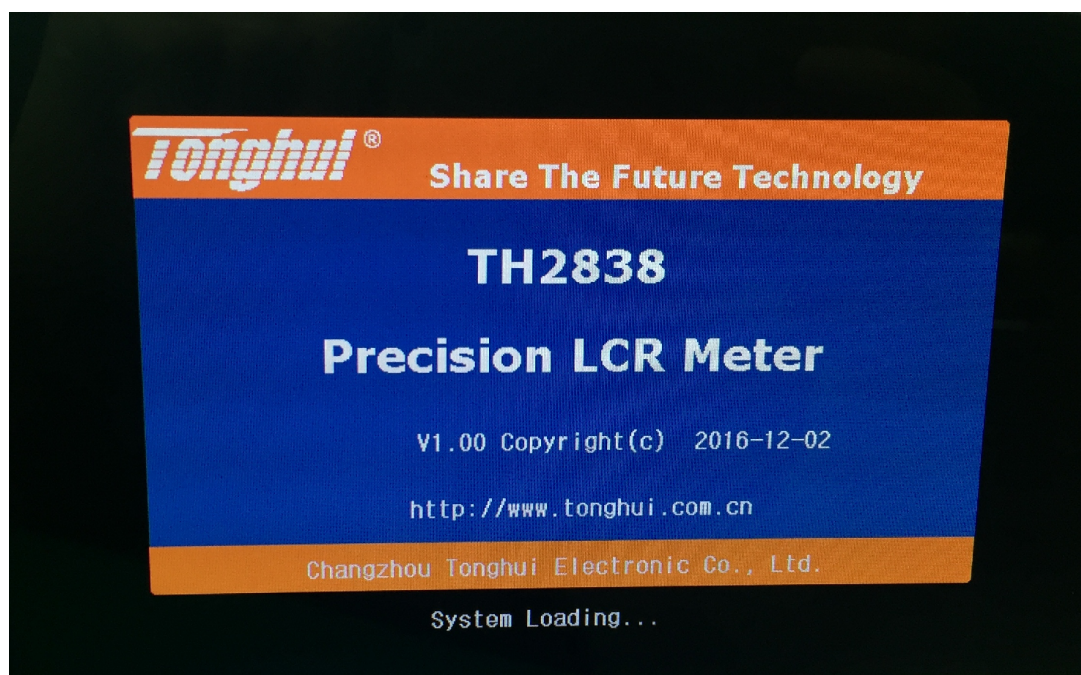 Tonghui®
Share The Future Technology
TH2838
Precision LCR Meter
V1.00 Copyright(c) 2016-12-02
http://www.tonghui.com.cn
Changzhou Tonghui Electronic Co., Ltd.
System Loading...